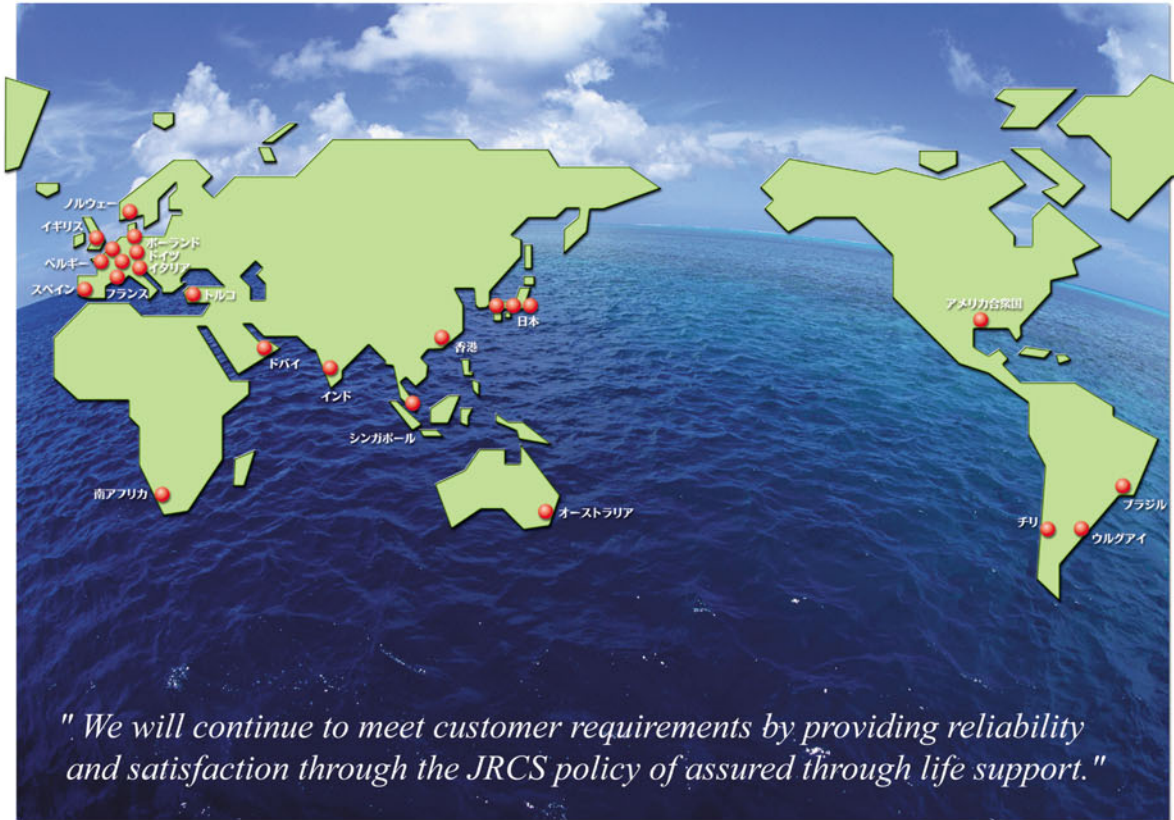 ノルウェー
イギリス
ポーランド
ドイツ
ベルギー
イタリア
スペイン
フランス
トルコ
日本
アメリカ合衆国
香港
ドバイ
インド
シンガポール
南アフリカ
オーストラリア
ブラジル
チリ
ウルグアイ
" We will continue to meet customer requirements by providing reliability
and satisfaction through the JRCS policy of assured through life support."